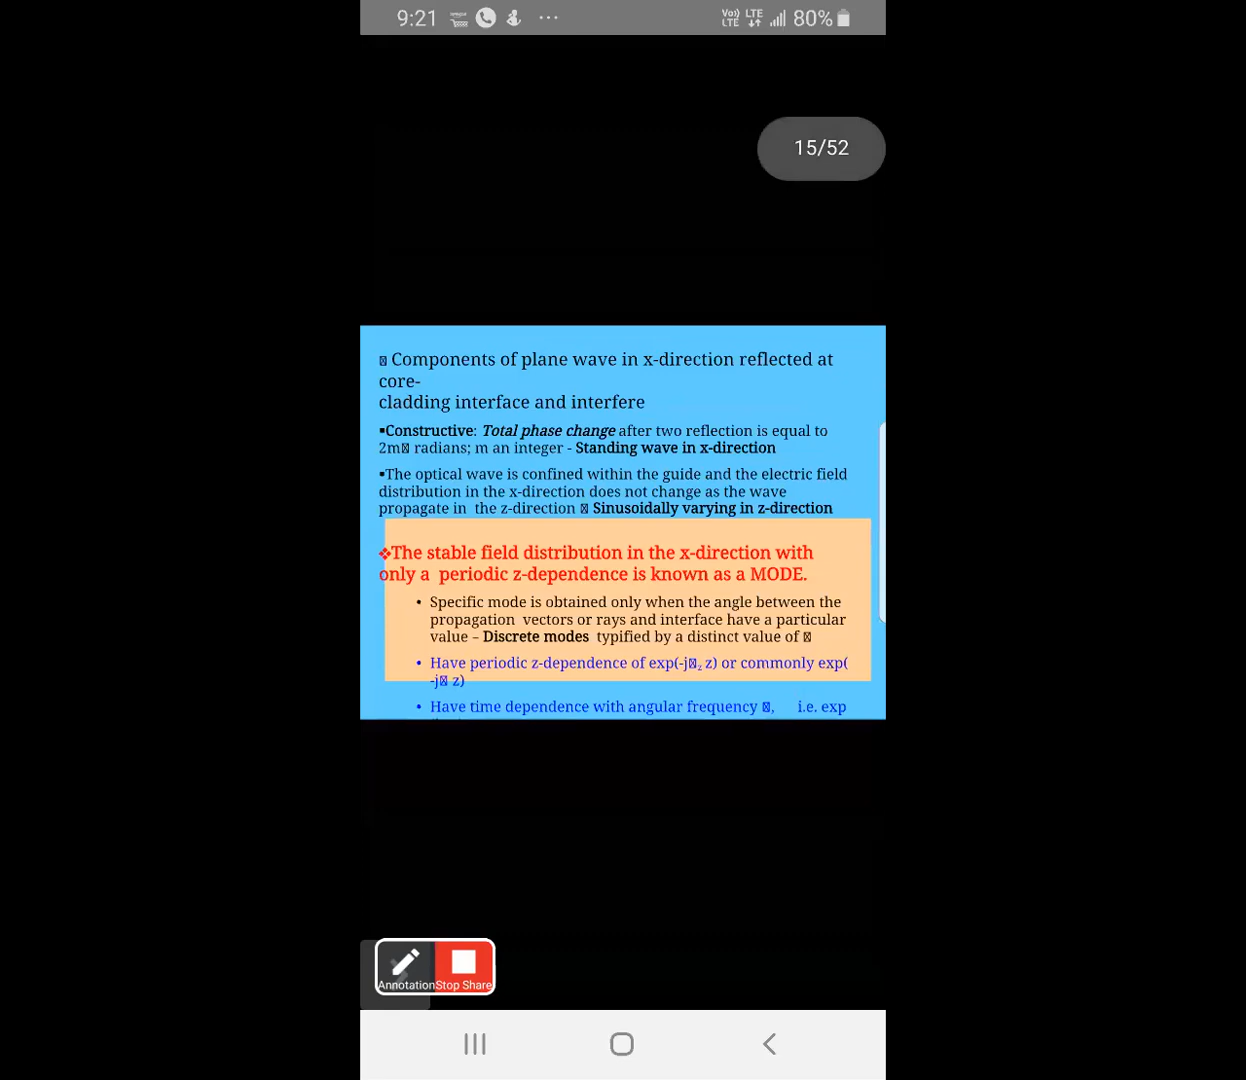 9:21 ... Vo) LTE LTE 80%
15/52
Components of plane wave in x-direction reflected at
core-
cladding interface and interfere
▪Constructive: Total phase change after two reflection is equal to
2m radians; m an integer - Standing wave in x-direction
▪The optical wave is confined within the guide and the electric field
distribution in the x-direction does not change as the wave
propagate in the z-direction Sinusoidally varying in z-direction
❖The stable field distribution in the x-direction with
only a periodic z-dependence is known as a MODE.
• Specific mode is obtained only when the angle between the
propagation vectors or rays and interface have a particular
value – Discrete modes typified by a distinct value of
• Have periodic z-dependence of exp(-j z z) or commonly exp(
-j z)
• Have time dependence with angular frequency , i.e. exp
Annotation Stop Share